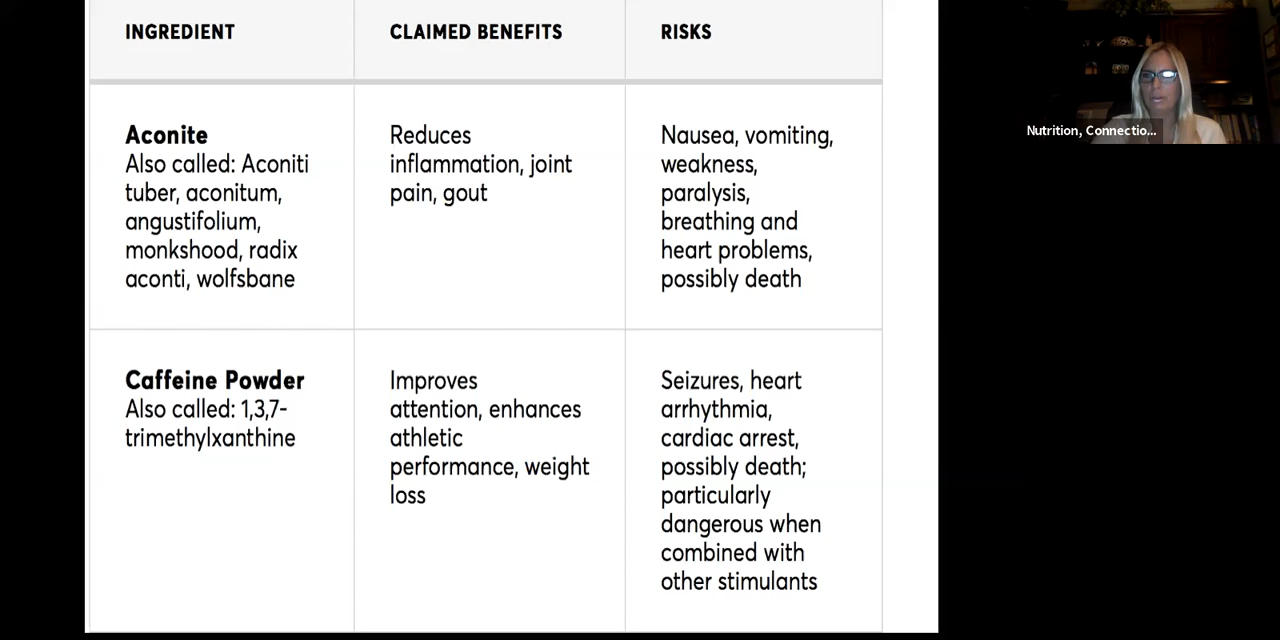 INGREDIENT
CLAIMED BENEFITS
RISKS
Aconite
Also called: Aconiti
tuber, aconitum,
angustifolium,
monkshood, radix
aconti, wolfsbane
Reduces
inflammation, joint
pain, gout
Nausea, vomiting,
weakness,
paralysis,
breathing and
heart problems,
possibly death
Caffeine Powder
Also called: 1,3,7-
trimethylxanthine
Improves
attention, enhances
athletic
performance, weight
loss
Seizures, heart
arrhythmia,
cardiac arrest,
possibly death;
particularly
dangerous when
combined with
other stimulants
Nutrition, Connectio...